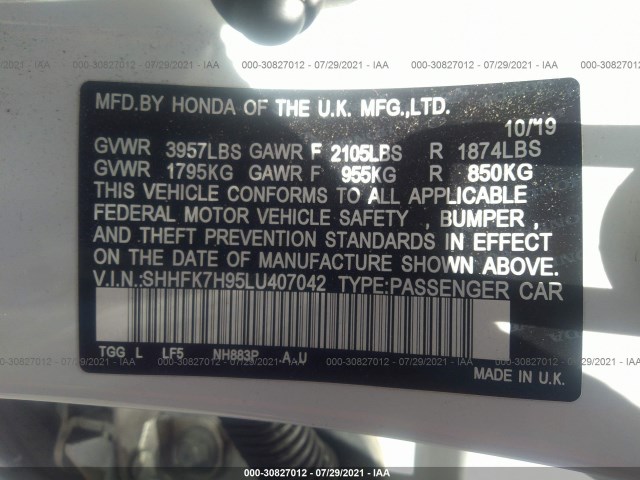 000-30827012 - 07/29/2021 - IAA
MFD.BY HONDA OF THE U.K. MFG.,LTD.
10/19
GVWR 3957LBS GAWR F 2105LBS R 1874LBS
GVWR 1795KG GAWR F 955KG R 850KG
THIS VEHICLE CONFORMS TO ALL APPLICABLE
FEDERAL MOTOR VEHICLE SAFETY , BUMPER ,
AND THEFT PREVENTION STANDARDS IN EFFECT
ON THE DATE OF MANUFACTURE SHOWN ABOVE.
V.I.N.:SHHFK7H95LU407042 TYPE:PASSENGER CAR
TGG L LF5 NH883P A U
MADE IN U.K.
000-30827012 - 07/29/2021 - IAA